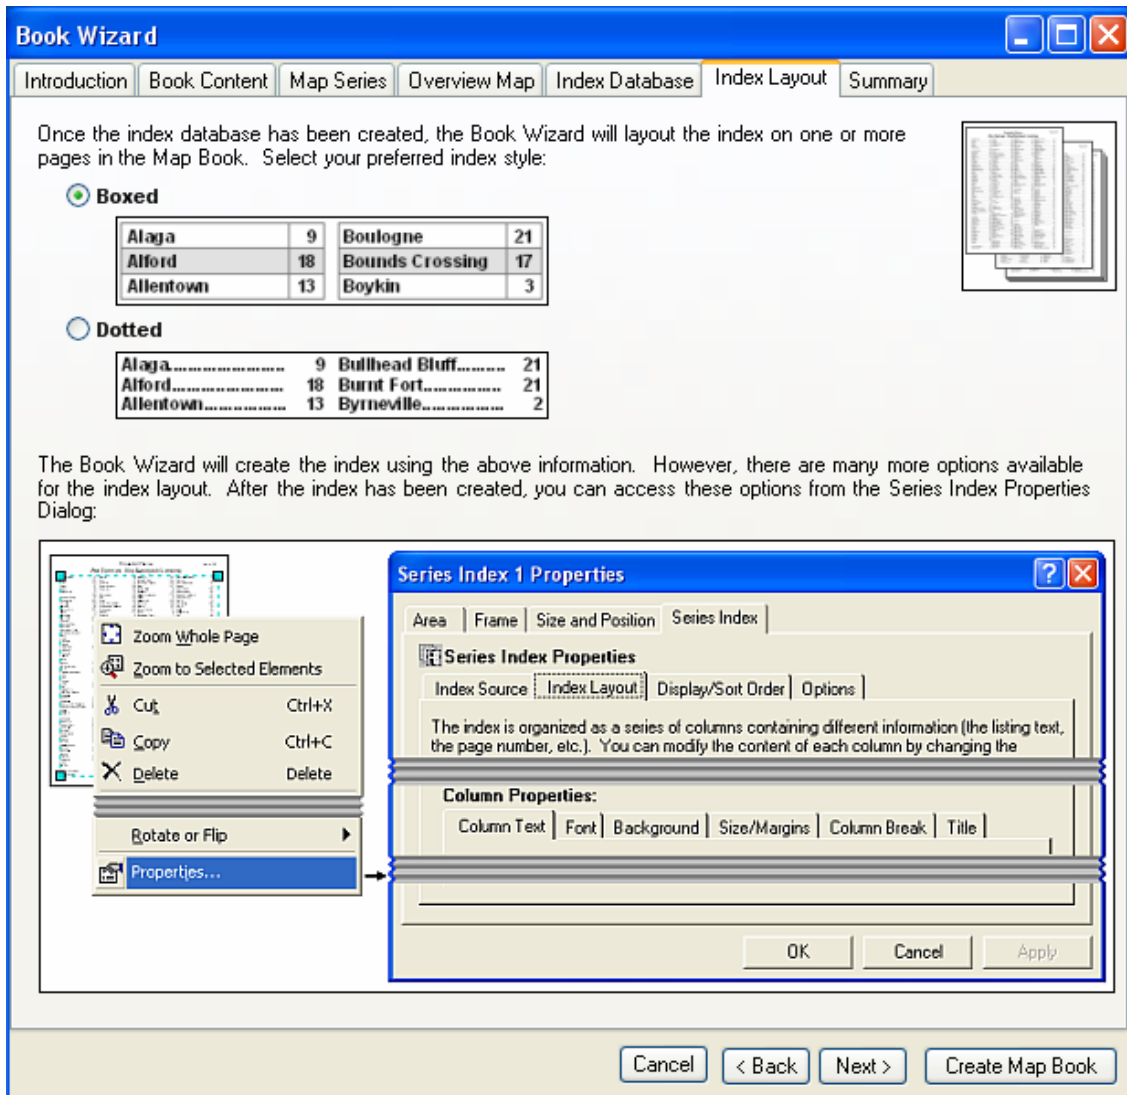 Book Wizard
Introduction Book Content Map Series Overview Map Index Database Index Layout Summary
Once the index database has been created, the Book Wizard will layout the index on one or more
pages in the Map Book. Select your preferred index style:
Boxed
Alaga 9 Boulogne 21
Alford 18 Bounds Crossing 17
Allentown 13 Boykin 3
Dotted
Alaga........................ 9 Bullhead Bluff........... 21
Alford........................ 18 Burnt Fort................. 21
Allentown................. 13 Byrneville.................. 2
The Book Wizard will create the index using the above information. However, there are many more options available
for the index layout. After the index has been created, you can access these options from the Series Index Properties
Dialog:
Zoom Whole Page
Zoom to Selected Elements
Cut Ctrl+X
Copy Ctrl+C
Delete Delete
Rotate or Flip
Properties...
Series Index 1 Properties
Area Frame Size and Position Series Index
Series Index Properties
Index Source Index Layout Display/Sort Order Options
The index is organized as a series of columns containing different information (the listing text,
the page number, etc.). You can modify the content of each column by changing the
Column Properties:
Column Text Font Background Size/Margins Column Break Title
OK Cancel Apply
Cancel < Back Next > Create Map Book